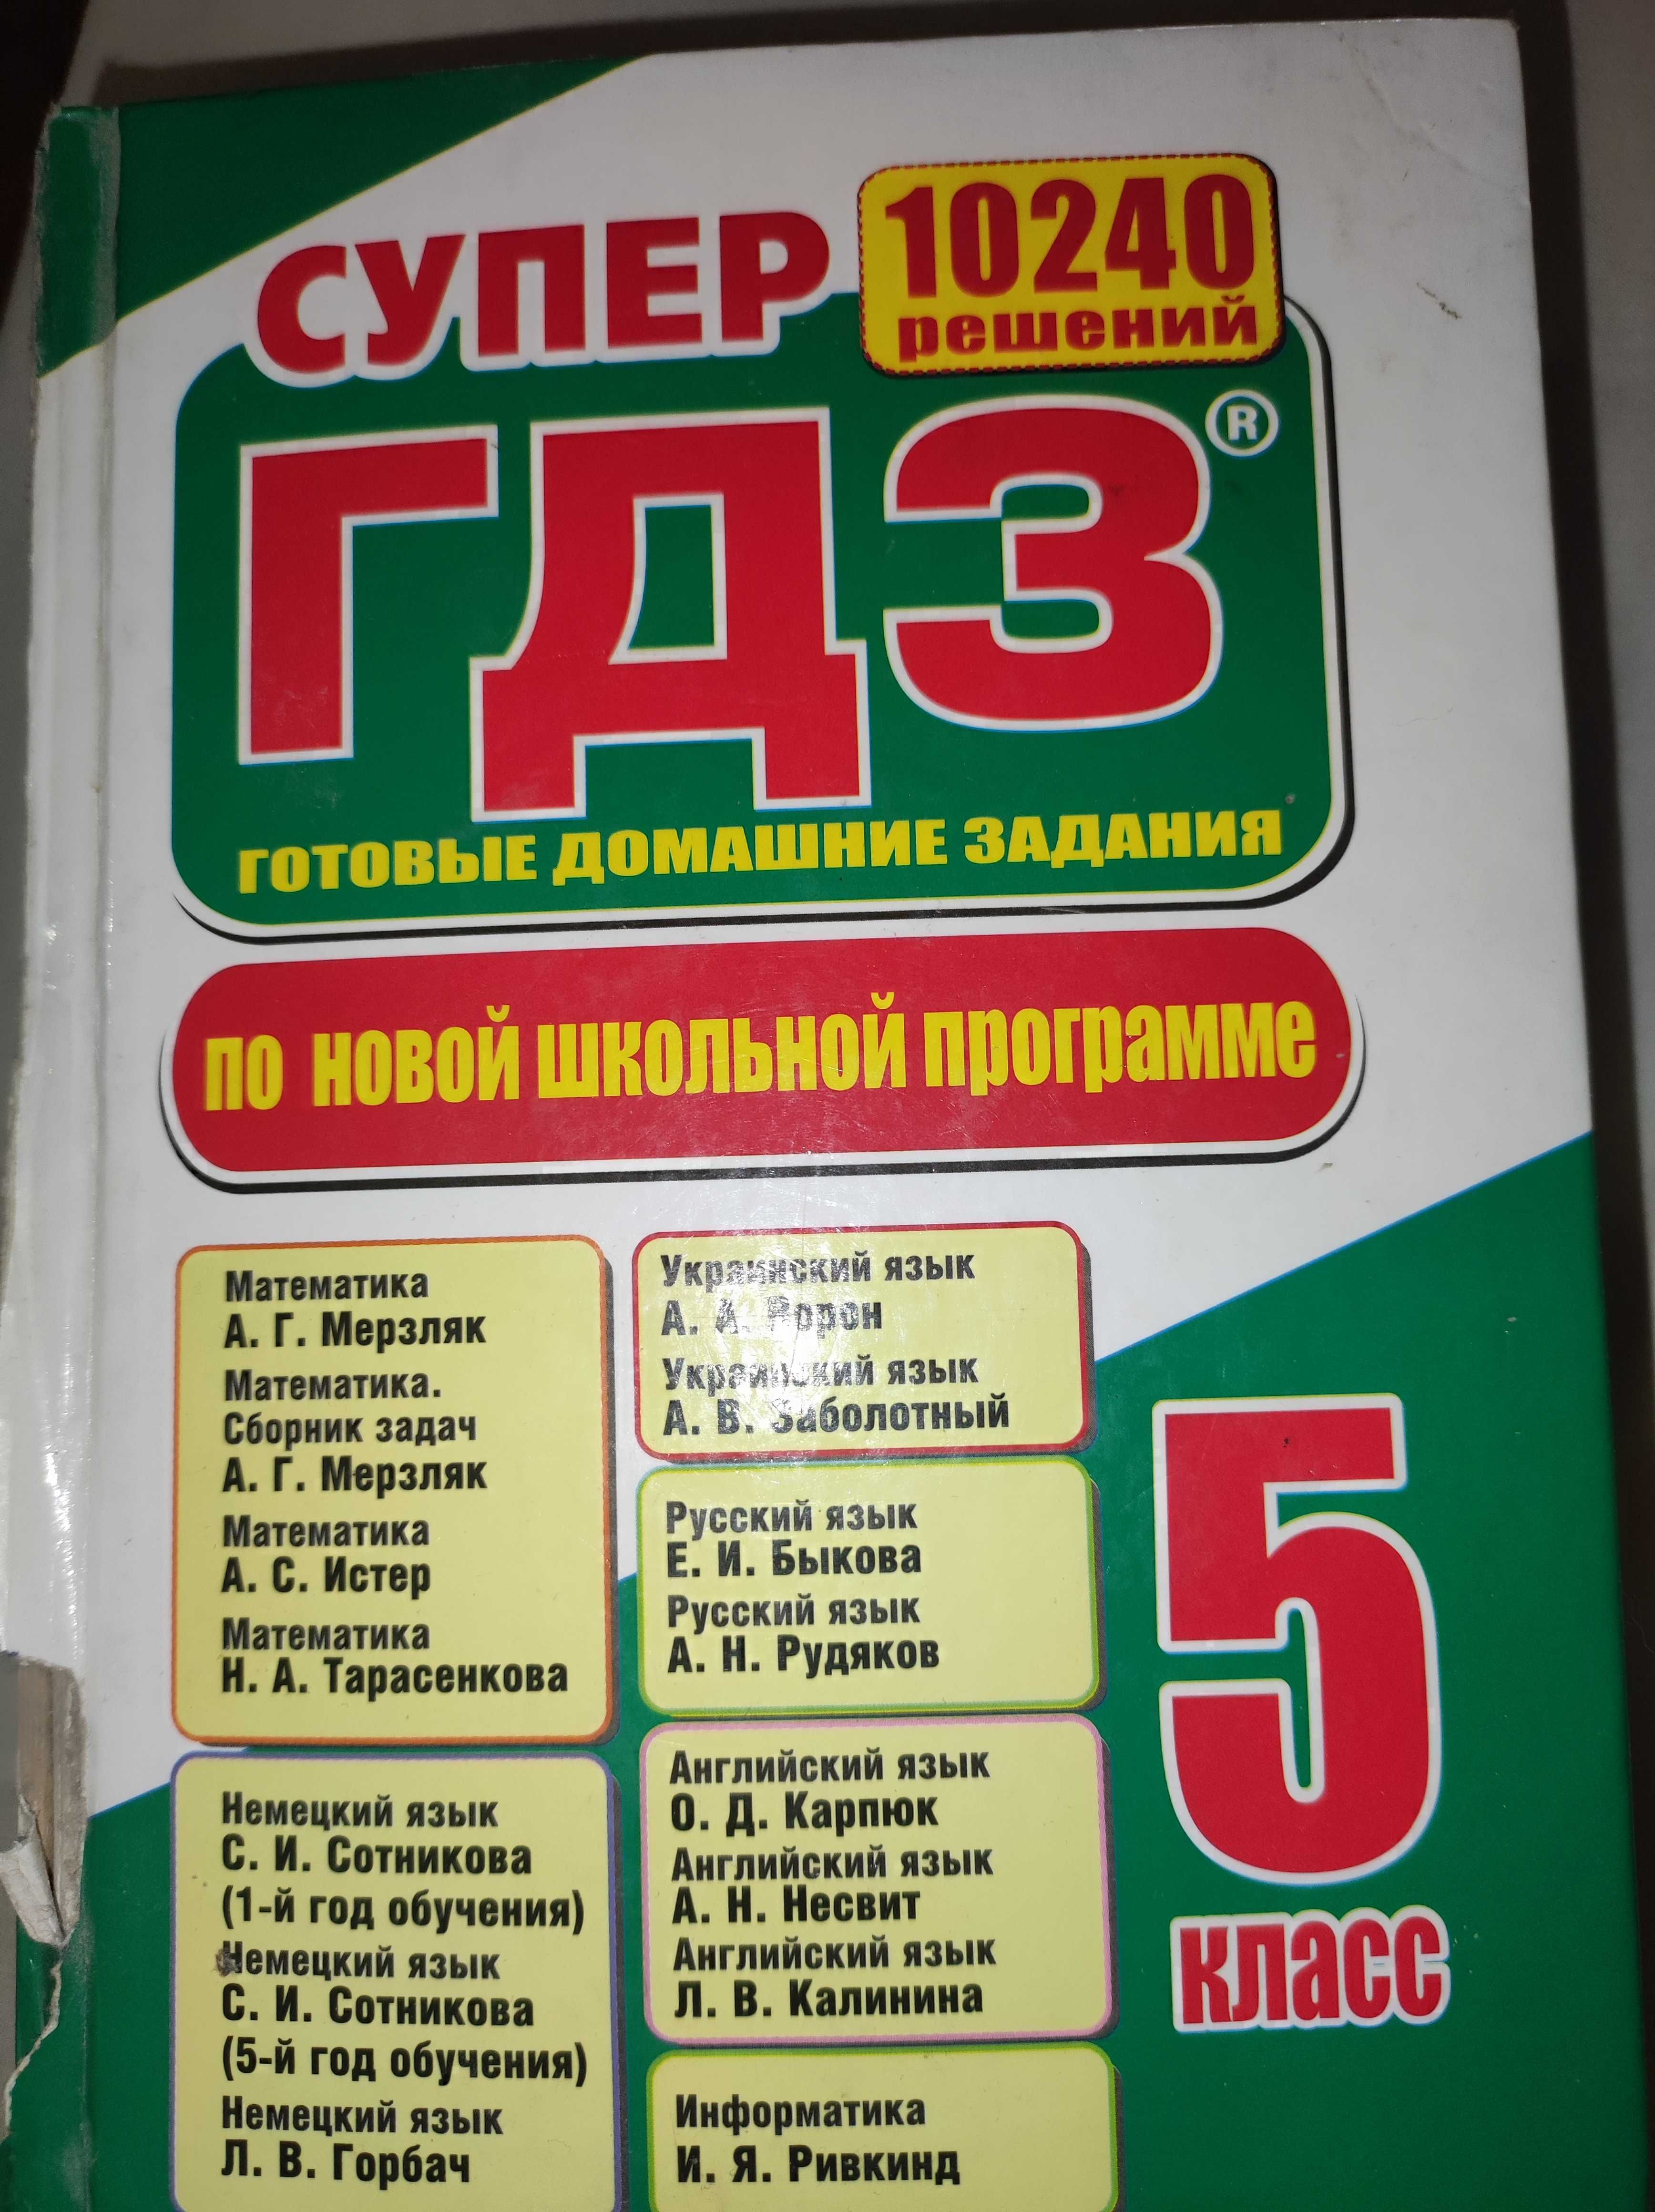 СУПЕР
10240
решений
ГДЗ®
ГОТОВЫЕ ДОМАШНИЕ ЗАДАНИЯ
ПО НОВОЙ ШКОЛЬНОЙ ПРОГРАММЕ
Математика
А. Г. Мерзляк
Математика.
Сборник задач
А. Г. Мерзляк
Математика
А. С. Истер
Математика
Н. А. Тарасенкова
Немецкий язык
С. И. Сотникова
(1-й год обучения)
Немецкий язык
С. И. Сотникова
(5-й год обучения)
Немецкий язык
Л. В. Горбач
Украинский язык
А. А. Ворон
Украинский язык
А. В. Заболотный
Русский язык
Е. И. Быкова
Русский язык
А. Н. Рудяков
Английский язык
О. Д. Карпюк
Английский язык
А. Н. Несвит
Английский язык
Л. В. Калинина
Информатика
И. Я. Ривкинд
5
класс